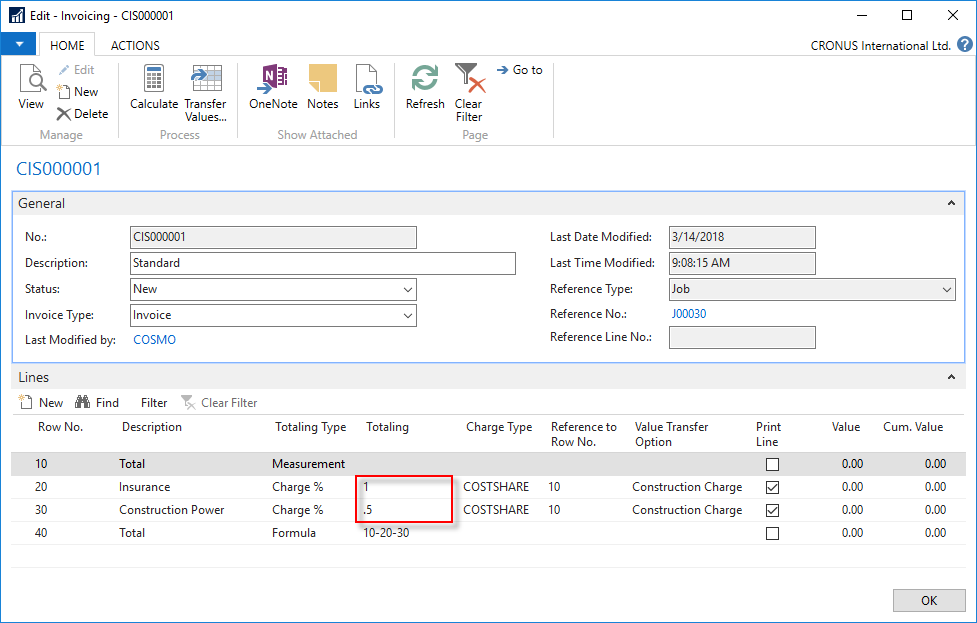 Edit - Invoicing - CIS000001
HOME ACTIONS CRONUS International Ltd. ?
View Edit New Delete Calculate Transfer Values... OneNote Notes Links Refresh Clear Filter Go to
Manage Process Show Attached Page
CIS000001
General
No.: CIS000001 Last Date Modified: 3/14/2018
Description: Standard Last Time Modified: 9:08:15 AM
Status: New Reference Type: Job
Invoice Type: Invoice Reference No.: J00030
Last Modified by: COSMO Reference Line No.:
Lines
New Find Filter Clear Filter
Row No. Description Totaling Type Totaling Charge Type Reference to Row No. Value Transfer Option Print Line Value Cum. Value
10 Total Measurement 0.00 0.00
20 Insurance Charge % 1 COSTSHARE 10 Construction Charge 0.00 0.00
30 Construction Power Charge % .5 COSTSHARE 10 Construction Charge 0.00 0.00
40 Total Formula 10-20-30 0.00 0.00
OK